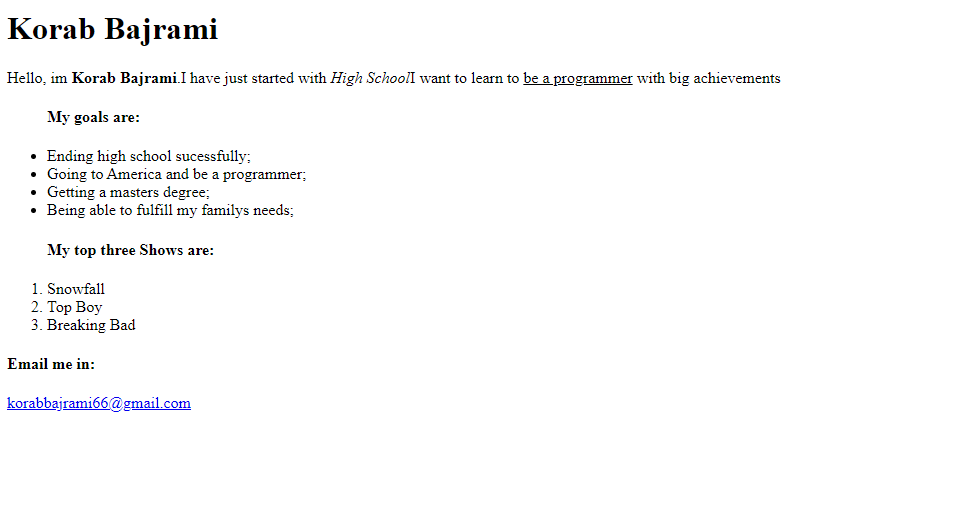 Korab Bajrami
Hello, im Korab Bajrami.I have just started with High SchoolI want to learn to be a programmer with big achievements
My goals are:
• Ending high school sucessfully;
• Going to America and be a programmer;
• Getting a masters degree;
• Being able to fulfill my familys needs;
My top three Shows are:
1. Snowfall
2. Top Boy
3. Breaking Bad
Email me in:
korabbajrami66@gmail.com